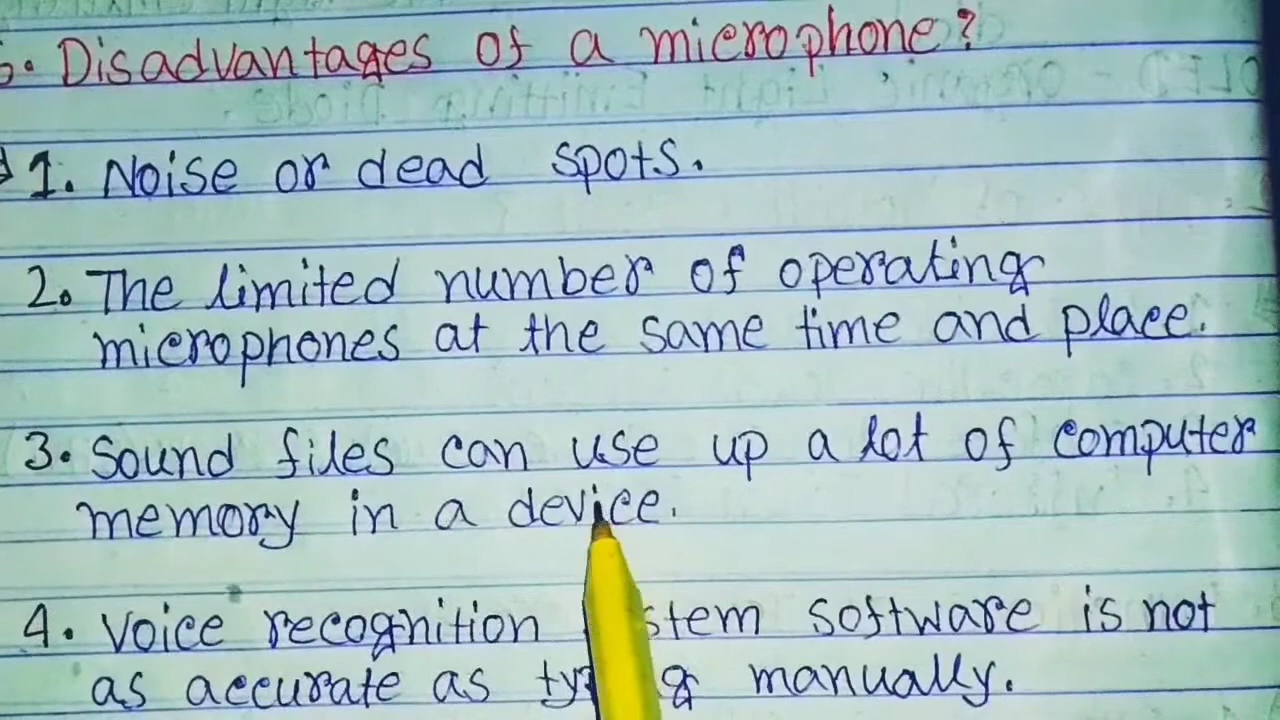 5. Disadvantages of a microphone?
1. Noise or dead spots.
2. The limited number of operating
microphones at the same time and place.
3. Sound files can use up a lot of computer
memory in a device.
4. Voice recognition stem software is not
as accurate as manually.